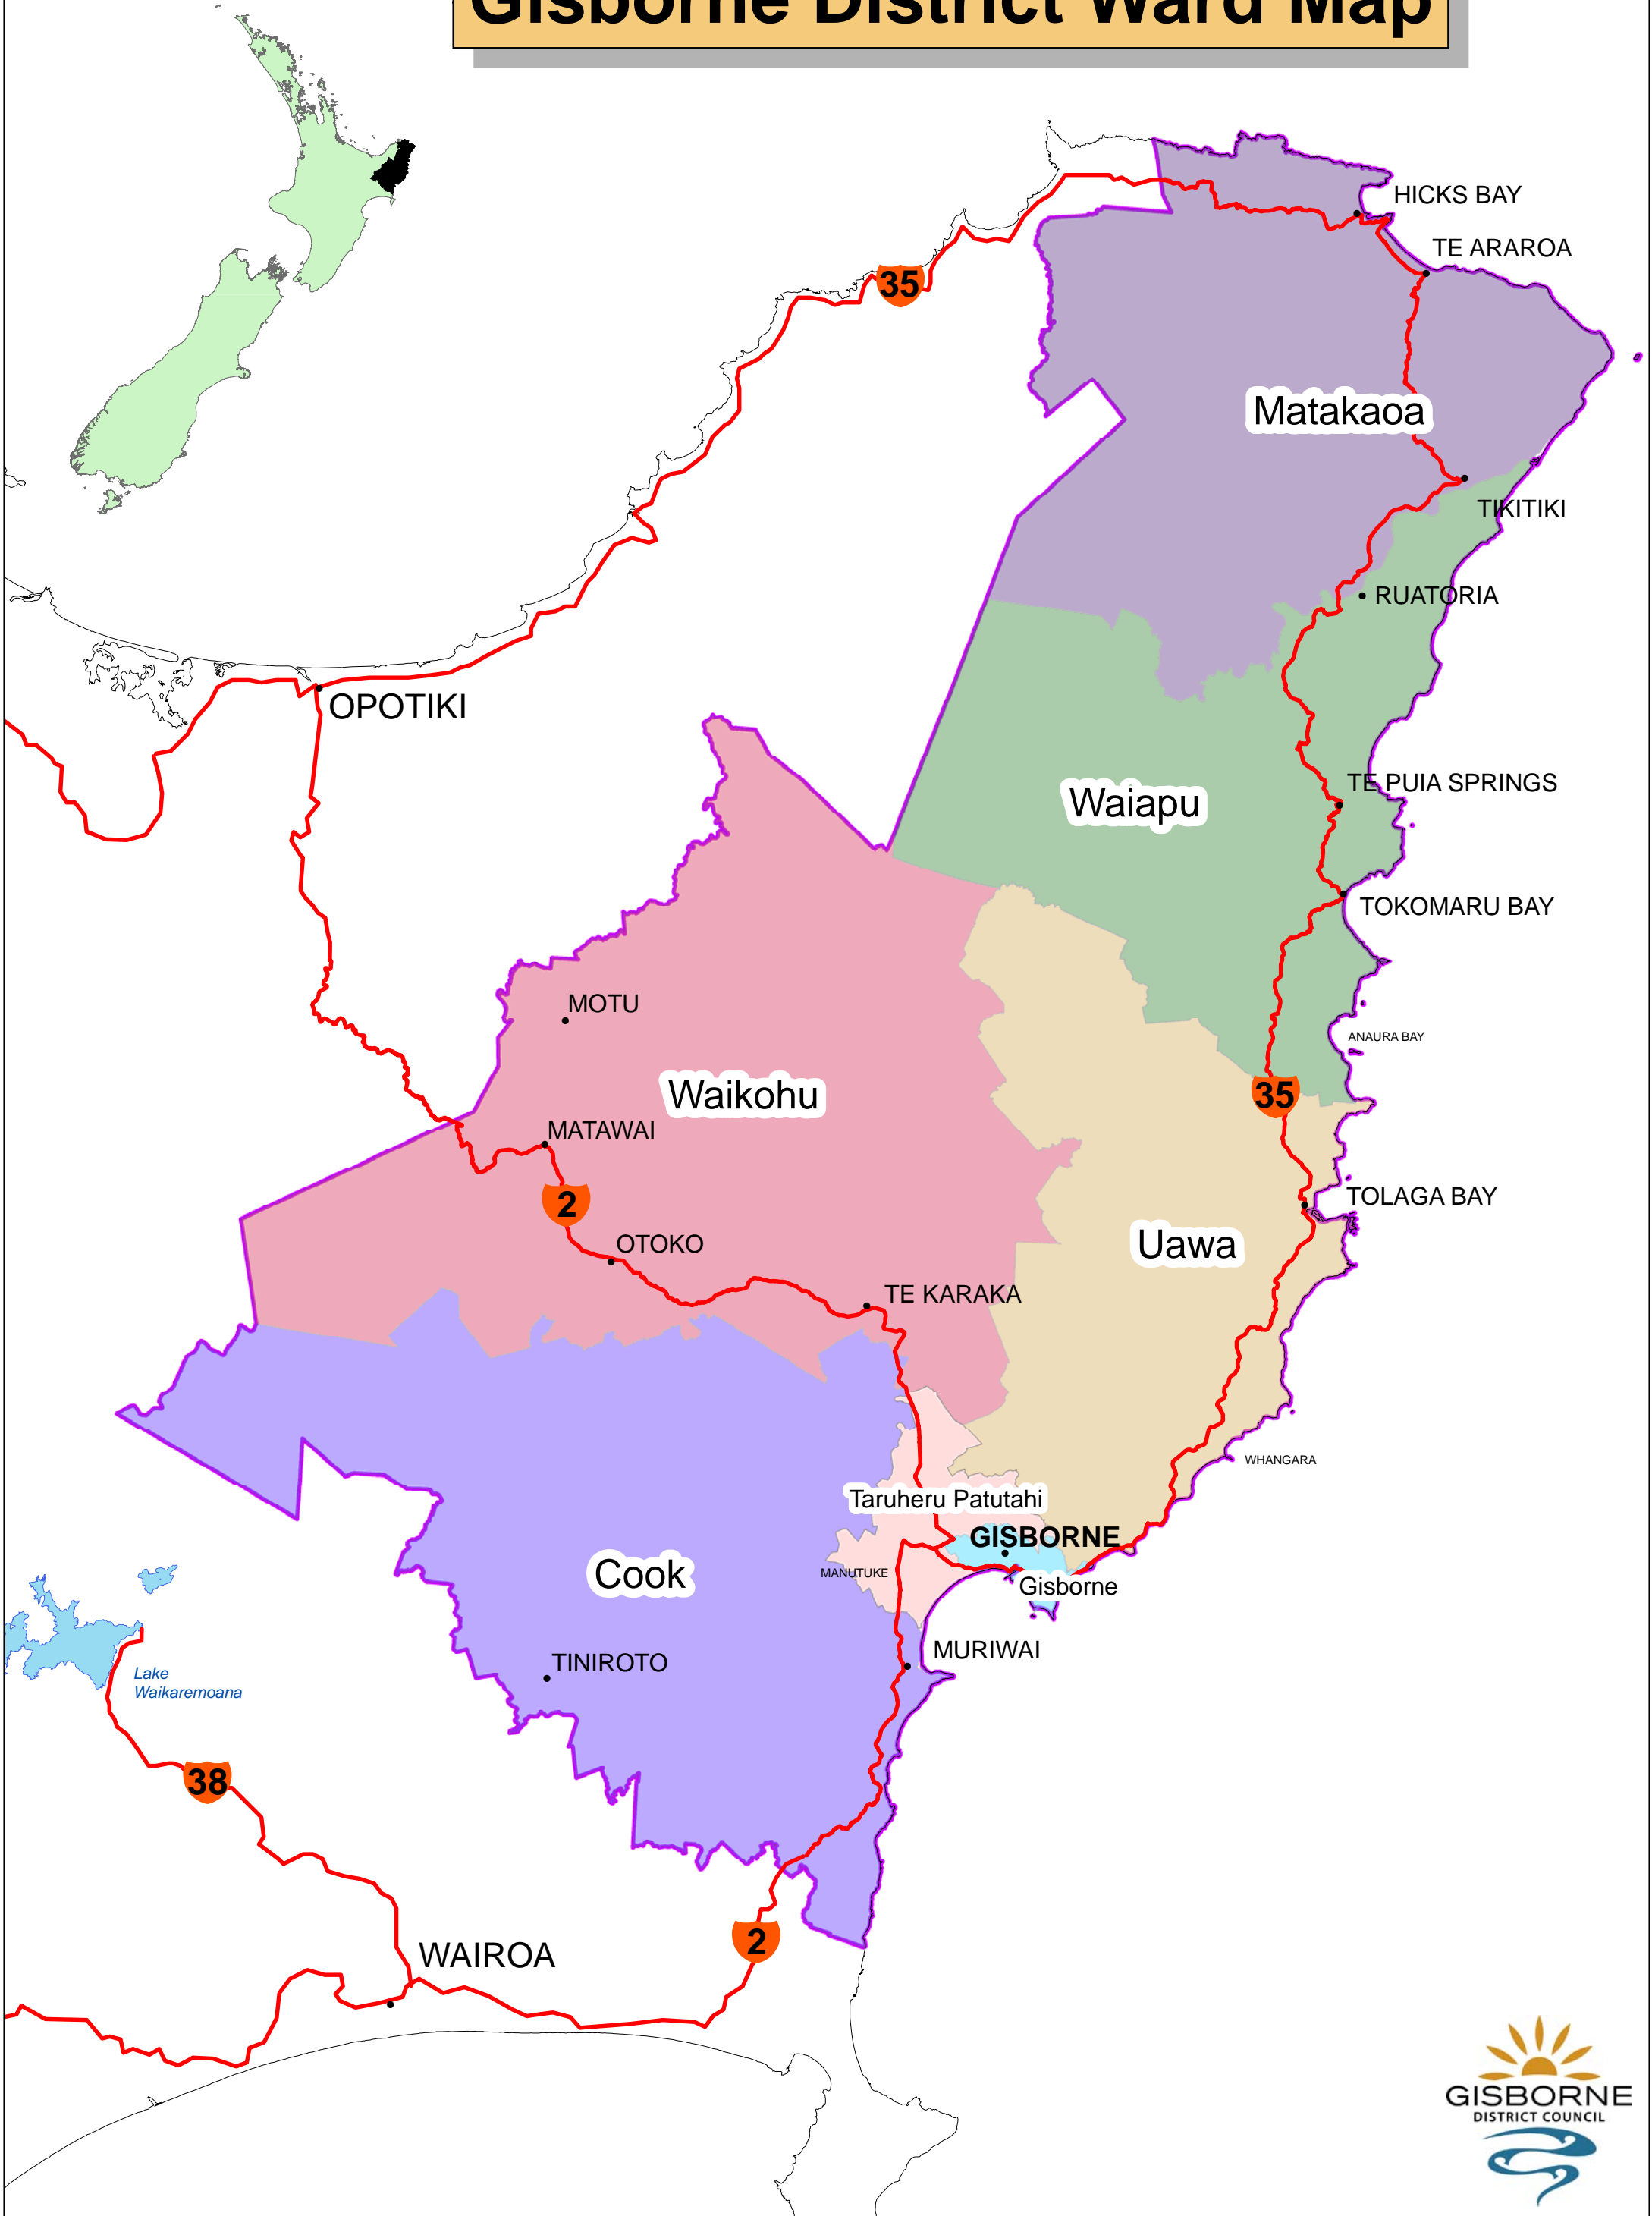 Gisborne District Ward Map
HICKS BAY
TE ARAROA
35
Matakaoa
TIKITIKI
RUATORIA
OPOTIKI
TE PUIA SPRINGS
Waiapu
TOKOMARU BAY
MOTU
ANAURA BAY
Waikohu
35
MATAWAI
2
TOLAGA BAY
OTOKO
Uawa
TE KARAKA
WHANGARA
Taruheru Patutahi
GISBORNE
Cook
MANUTUKE
Gisborne
MURIWAI
TINIROTO
Lake
Waikaremoana
38
2
WAIROA
GISBORNE
DISTRICT COUNCIL